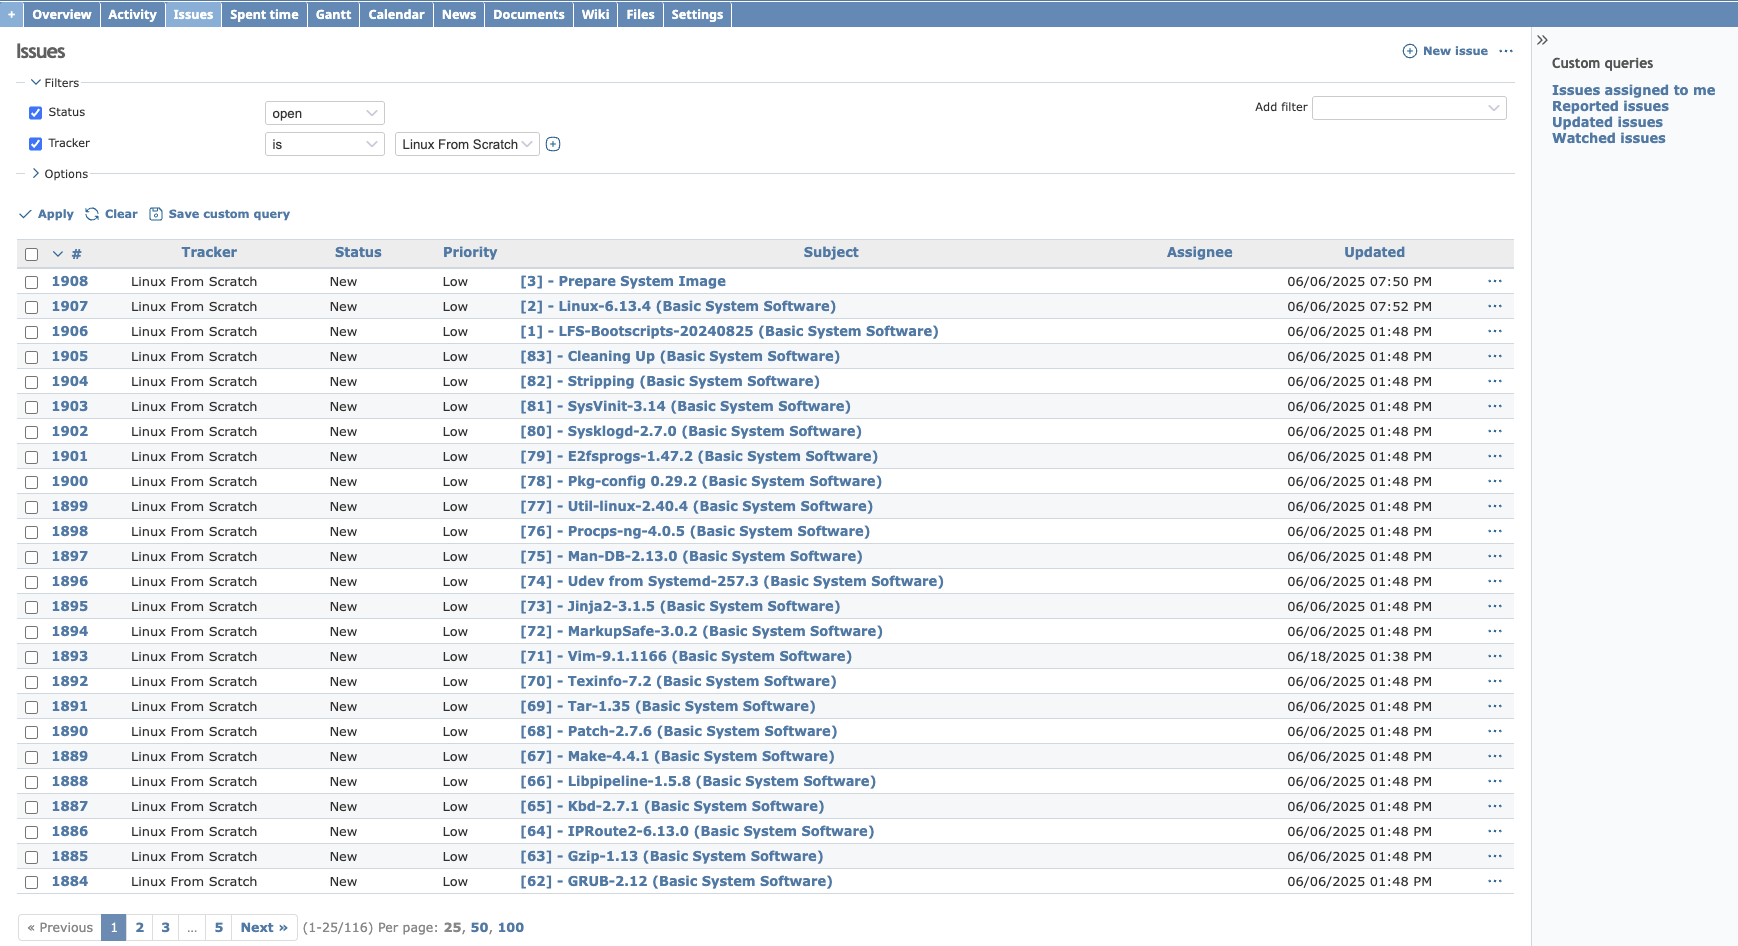 + Overview Activity Issues Spent time Gantt Calendar News Documents Wiki Files Settings
Issues
New issue ...
Filters
Status open
Add filter
Tracker is Linux From Scratch
Options
Apply Clear Save custom query
# Tracker Status Priority Subject Assignee Updated
1908 Linux From Scratch New Low [3] - Prepare System Image 06/06/2025 07:50 PM ...
1907 Linux From Scratch New Low [2] - Linux-6.13.4 (Basic System Software) 06/06/2025 07:52 PM ...
1906 Linux From Scratch New Low [1] - LFS-Bootscripts-20240825 (Basic System Software) 06/06/2025 01:48 PM ...
1905 Linux From Scratch New Low [83] - Cleaning Up (Basic System Software) 06/06/2025 01:48 PM ...
1904 Linux From Scratch New Low [82] - Stripping (Basic System Software) 06/06/2025 01:48 PM ...
1903 Linux From Scratch New Low [81] - SysVinit-3.14 (Basic System Software) 06/06/2025 01:48 PM ...
1902 Linux From Scratch New Low [80] - Sysklogd-2.7.0 (Basic System Software) 06/06/2025 01:48 PM ...
1901 Linux From Scratch New Low [79] - E2fsprogs-1.47.2 (Basic System Software) 06/06/2025 01:48 PM ...
1900 Linux From Scratch New Low [78] - Pkg-config 0.29.2 (Basic System Software) 06/06/2025 01:48 PM ...
1899 Linux From Scratch New Low [77] - Util-linux-2.40.4 (Basic System Software) 06/06/2025 01:48 PM ...
1898 Linux From Scratch New Low [76] - Procps-ng-4.0.5 (Basic System Software) 06/06/2025 01:48 PM ...
1897 Linux From Scratch New Low [75] - Man-DB-2.13.0 (Basic System Software) 06/06/2025 01:48 PM ...
1896 Linux From Scratch New Low [74] - Udev from Systemd-257.3 (Basic System Software) 06/06/2025 01:48 PM ...
1895 Linux From Scratch New Low [73] - Jinja2-3.1.5 (Basic System Software) 06/06/2025 01:48 PM ...
1894 Linux From Scratch New Low [72] - MarkupSafe-3.0.2 (Basic System Software) 06/06/2025 01:48 PM ...
1893 Linux From Scratch New Low [71] - Vim-9.1.1166 (Basic System Software) 06/18/2025 01:38 PM ...
1892 Linux From Scratch New Low [70] - Texinfo-7.2 (Basic System Software) 06/06/2025 01:48 PM ...
1891 Linux From Scratch New Low [69] - Tar-1.35 (Basic System Software) 06/06/2025 01:48 PM ...
1890 Linux From Scratch New Low [68] - Patch-2.7.6 (Basic System Software) 06/06/2025 01:48 PM ...
1889 Linux From Scratch New Low [67] - Make-4.4.1 (Basic System Software) 06/06/2025 01:48 PM ...
1888 Linux From Scratch New Low [66] - Libpipeline-1.5.8 (Basic System Software) 06/06/2025 01:48 PM ...
1887 Linux From Scratch New Low [65] - Kbd-2.7.1 (Basic System Software) 06/06/2025 01:48 PM ...
1886 Linux From Scratch New Low [64] - IPRoute2-6.13.0 (Basic System Software) 06/06/2025 01:48 PM ...
1885 Linux From Scratch New Low [63] - Gzip-1.13 (Basic System Software) 06/06/2025 01:48 PM ...
1884 Linux From Scratch New Low [62] - GRUB-2.12 (Basic System Software) 06/06/2025 01:48 PM ...
« Previous 1 2 3 ... 5 Next » (1-25/116) Per page: 25, 50, 100
Custom queries
Issues assigned to me
Reported issues
Updated issues
Watched issues